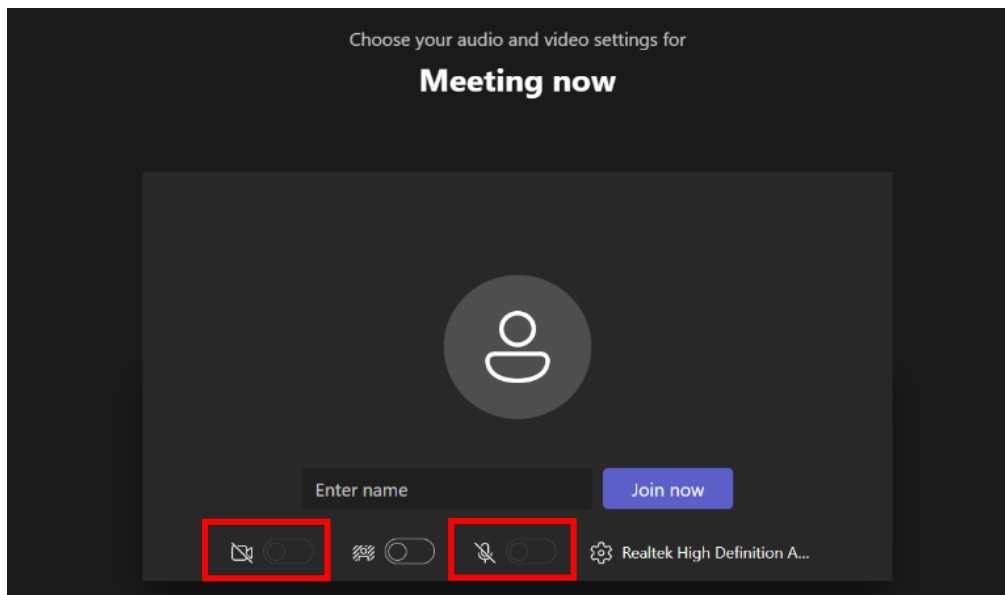 Choose your audio and video settings for
Meeting now
Enter name
Join now
Realtek High Definition A...